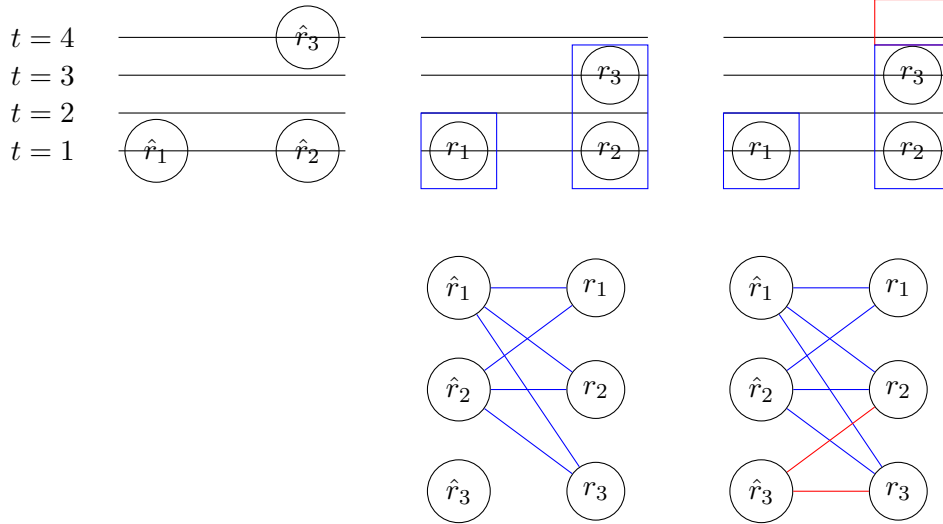 t = 4 r̂₃
t = 3 r₃ r₃
t = 2
t = 1 r̂₁ r̂₂ r₁ r₂ r₁ r₂
r̂₁ r₁ r̂₁ r₁
r̂₂ r₂ r̂₂ r₂
r̂₃ r₃ r̂₃ r₃